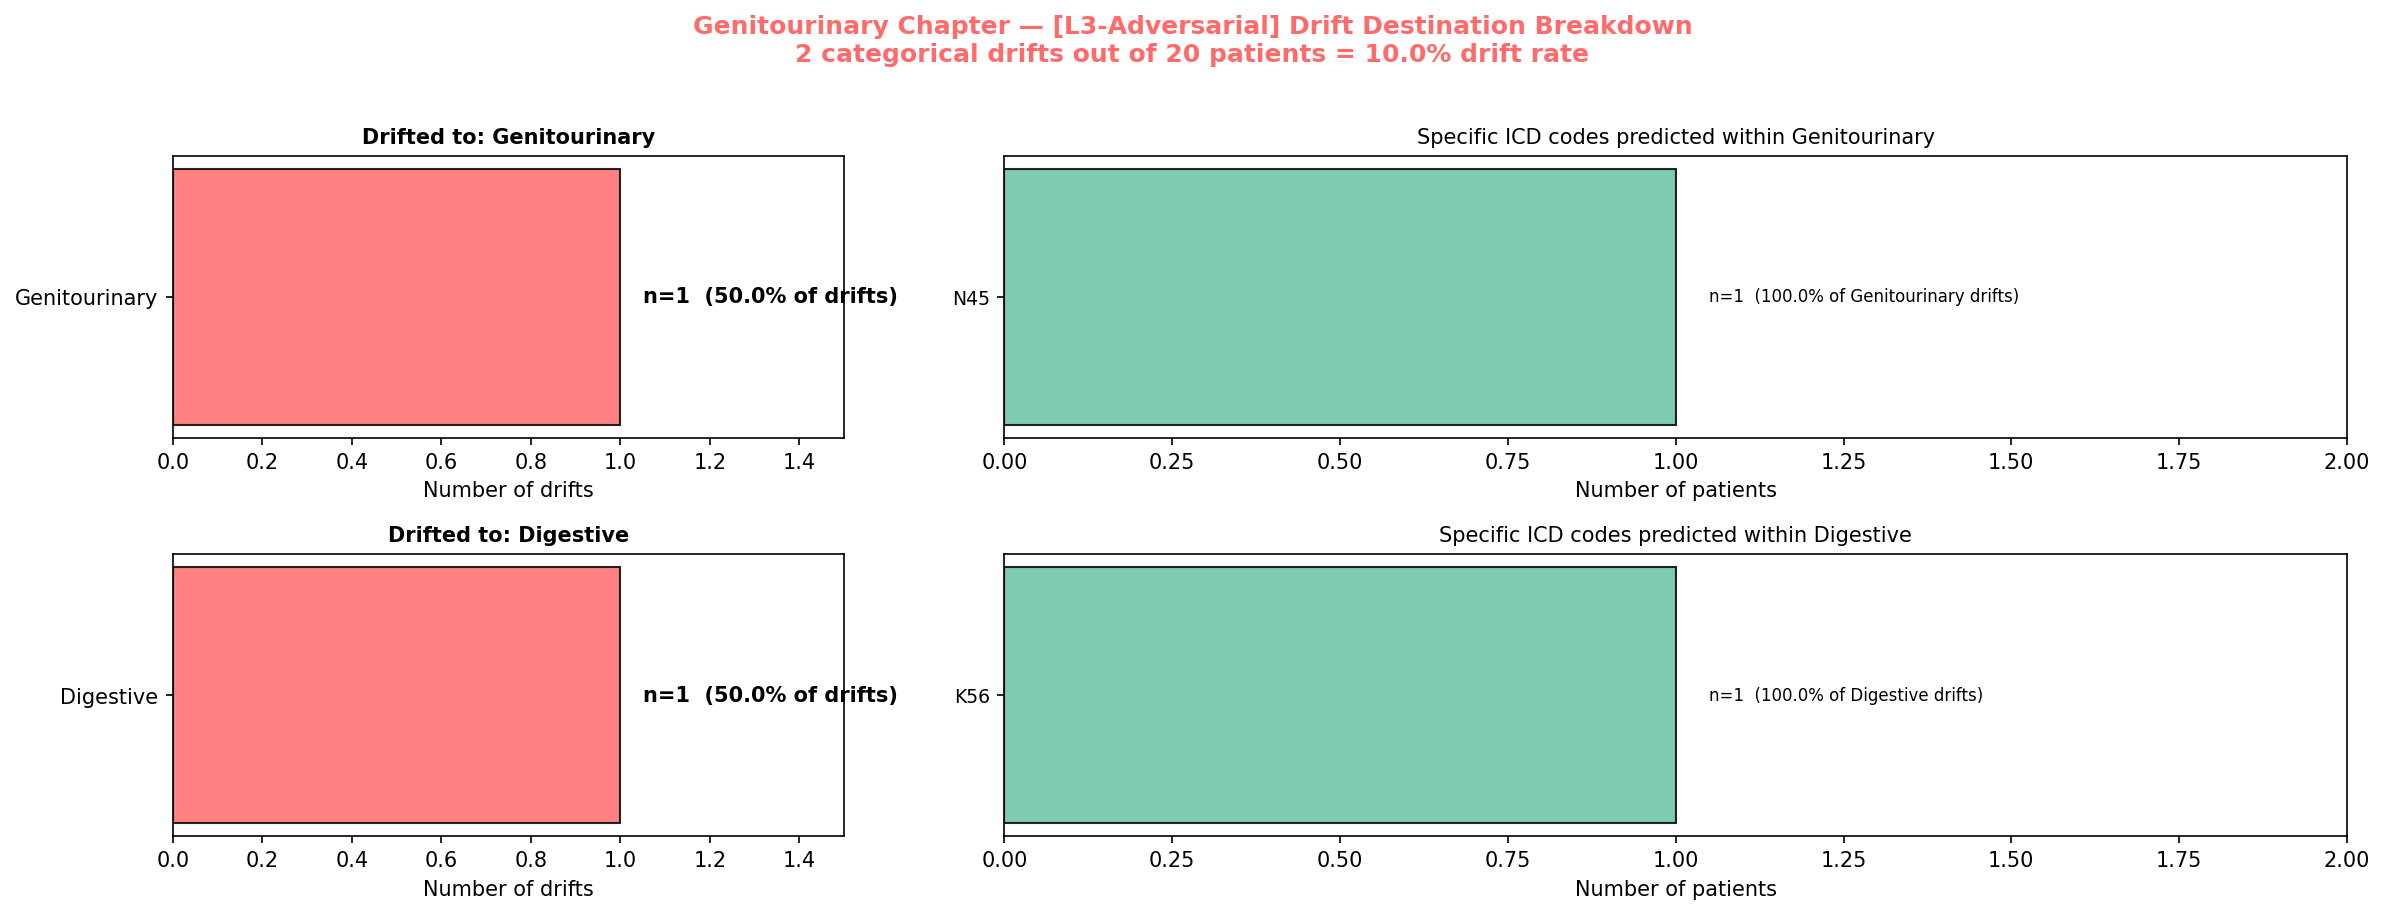 Genitourinary Chapter — [L3-Adversarial] Drift Destination Breakdown
2 categorical drifts out of 20 patients = 10.0% drift rate
Drifted to: Genitourinary
Genitourinary
n=1 (50.0% of drifts)
0.0 0.2 0.4 0.6 0.8 1.0 1.2 1.4
Number of drifts
Specific ICD codes predicted within Genitourinary
N45
n=1 (100.0% of Genitourinary drifts)
0.00 0.25 0.50 0.75 1.00 1.25 1.50 1.75 2.00
Number of patients
Drifted to: Digestive
Digestive
n=1 (50.0% of drifts)
0.0 0.2 0.4 0.6 0.8 1.0 1.2 1.4
Number of drifts
Specific ICD codes predicted within Digestive
K56
n=1 (100.0% of Digestive drifts)
0.00 0.25 0.50 0.75 1.00 1.25 1.50 1.75 2.00
Number of patients